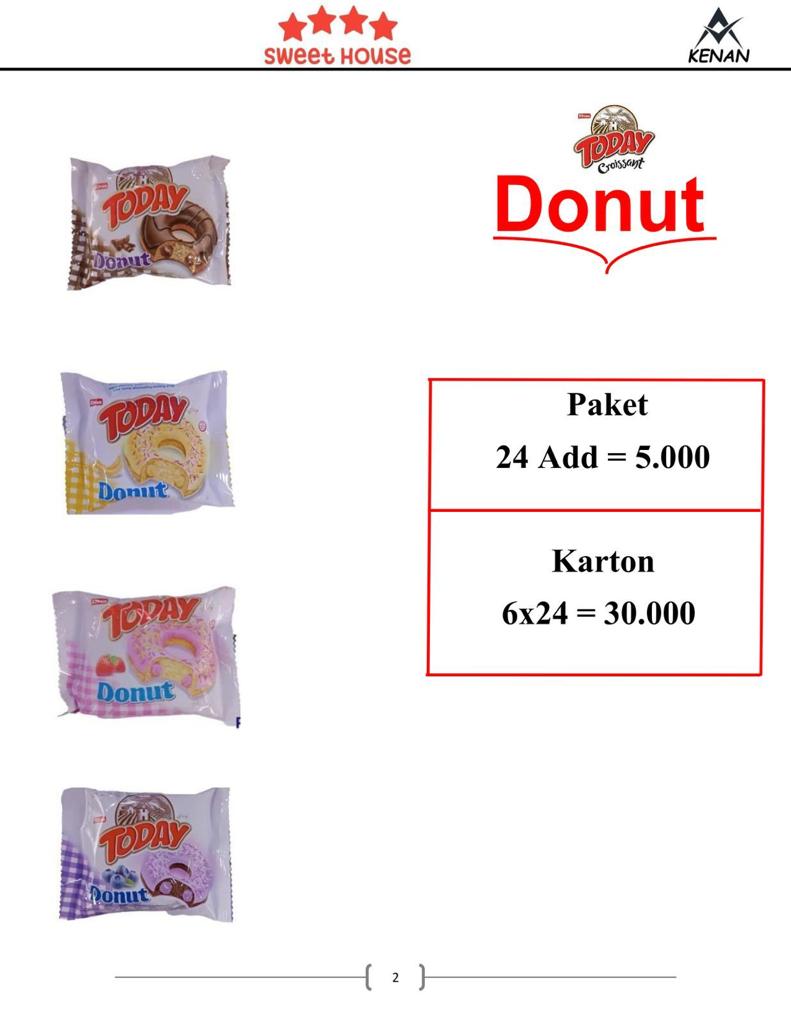 SWEET HOUSE
KENAN
Elvan
TODAY
Croissant
Donut
TODAY
Donut
TODAY
Donut
TODAY
Donut
TODAY
Donut
Paket
24 Add = 5.000
Karton
6x24 = 30.000
2